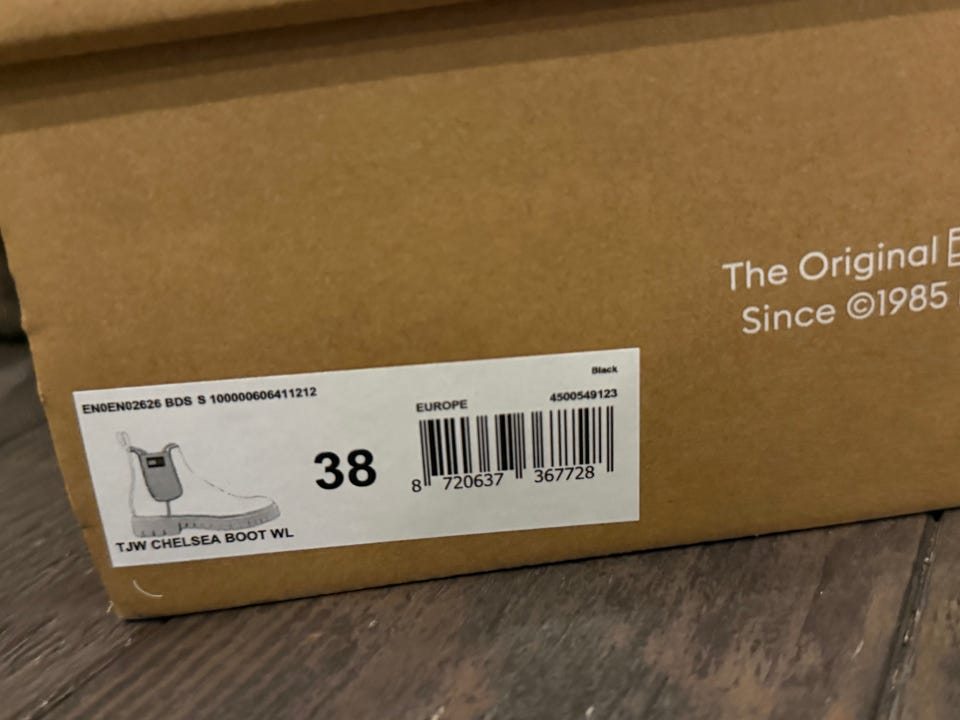 The Original
Since ©1985
Black
EN0EN02626 BDS S 100000606411212
EUROPE
4500549123
38
8 720637 367728
TJW CHELSEA BOOT WL